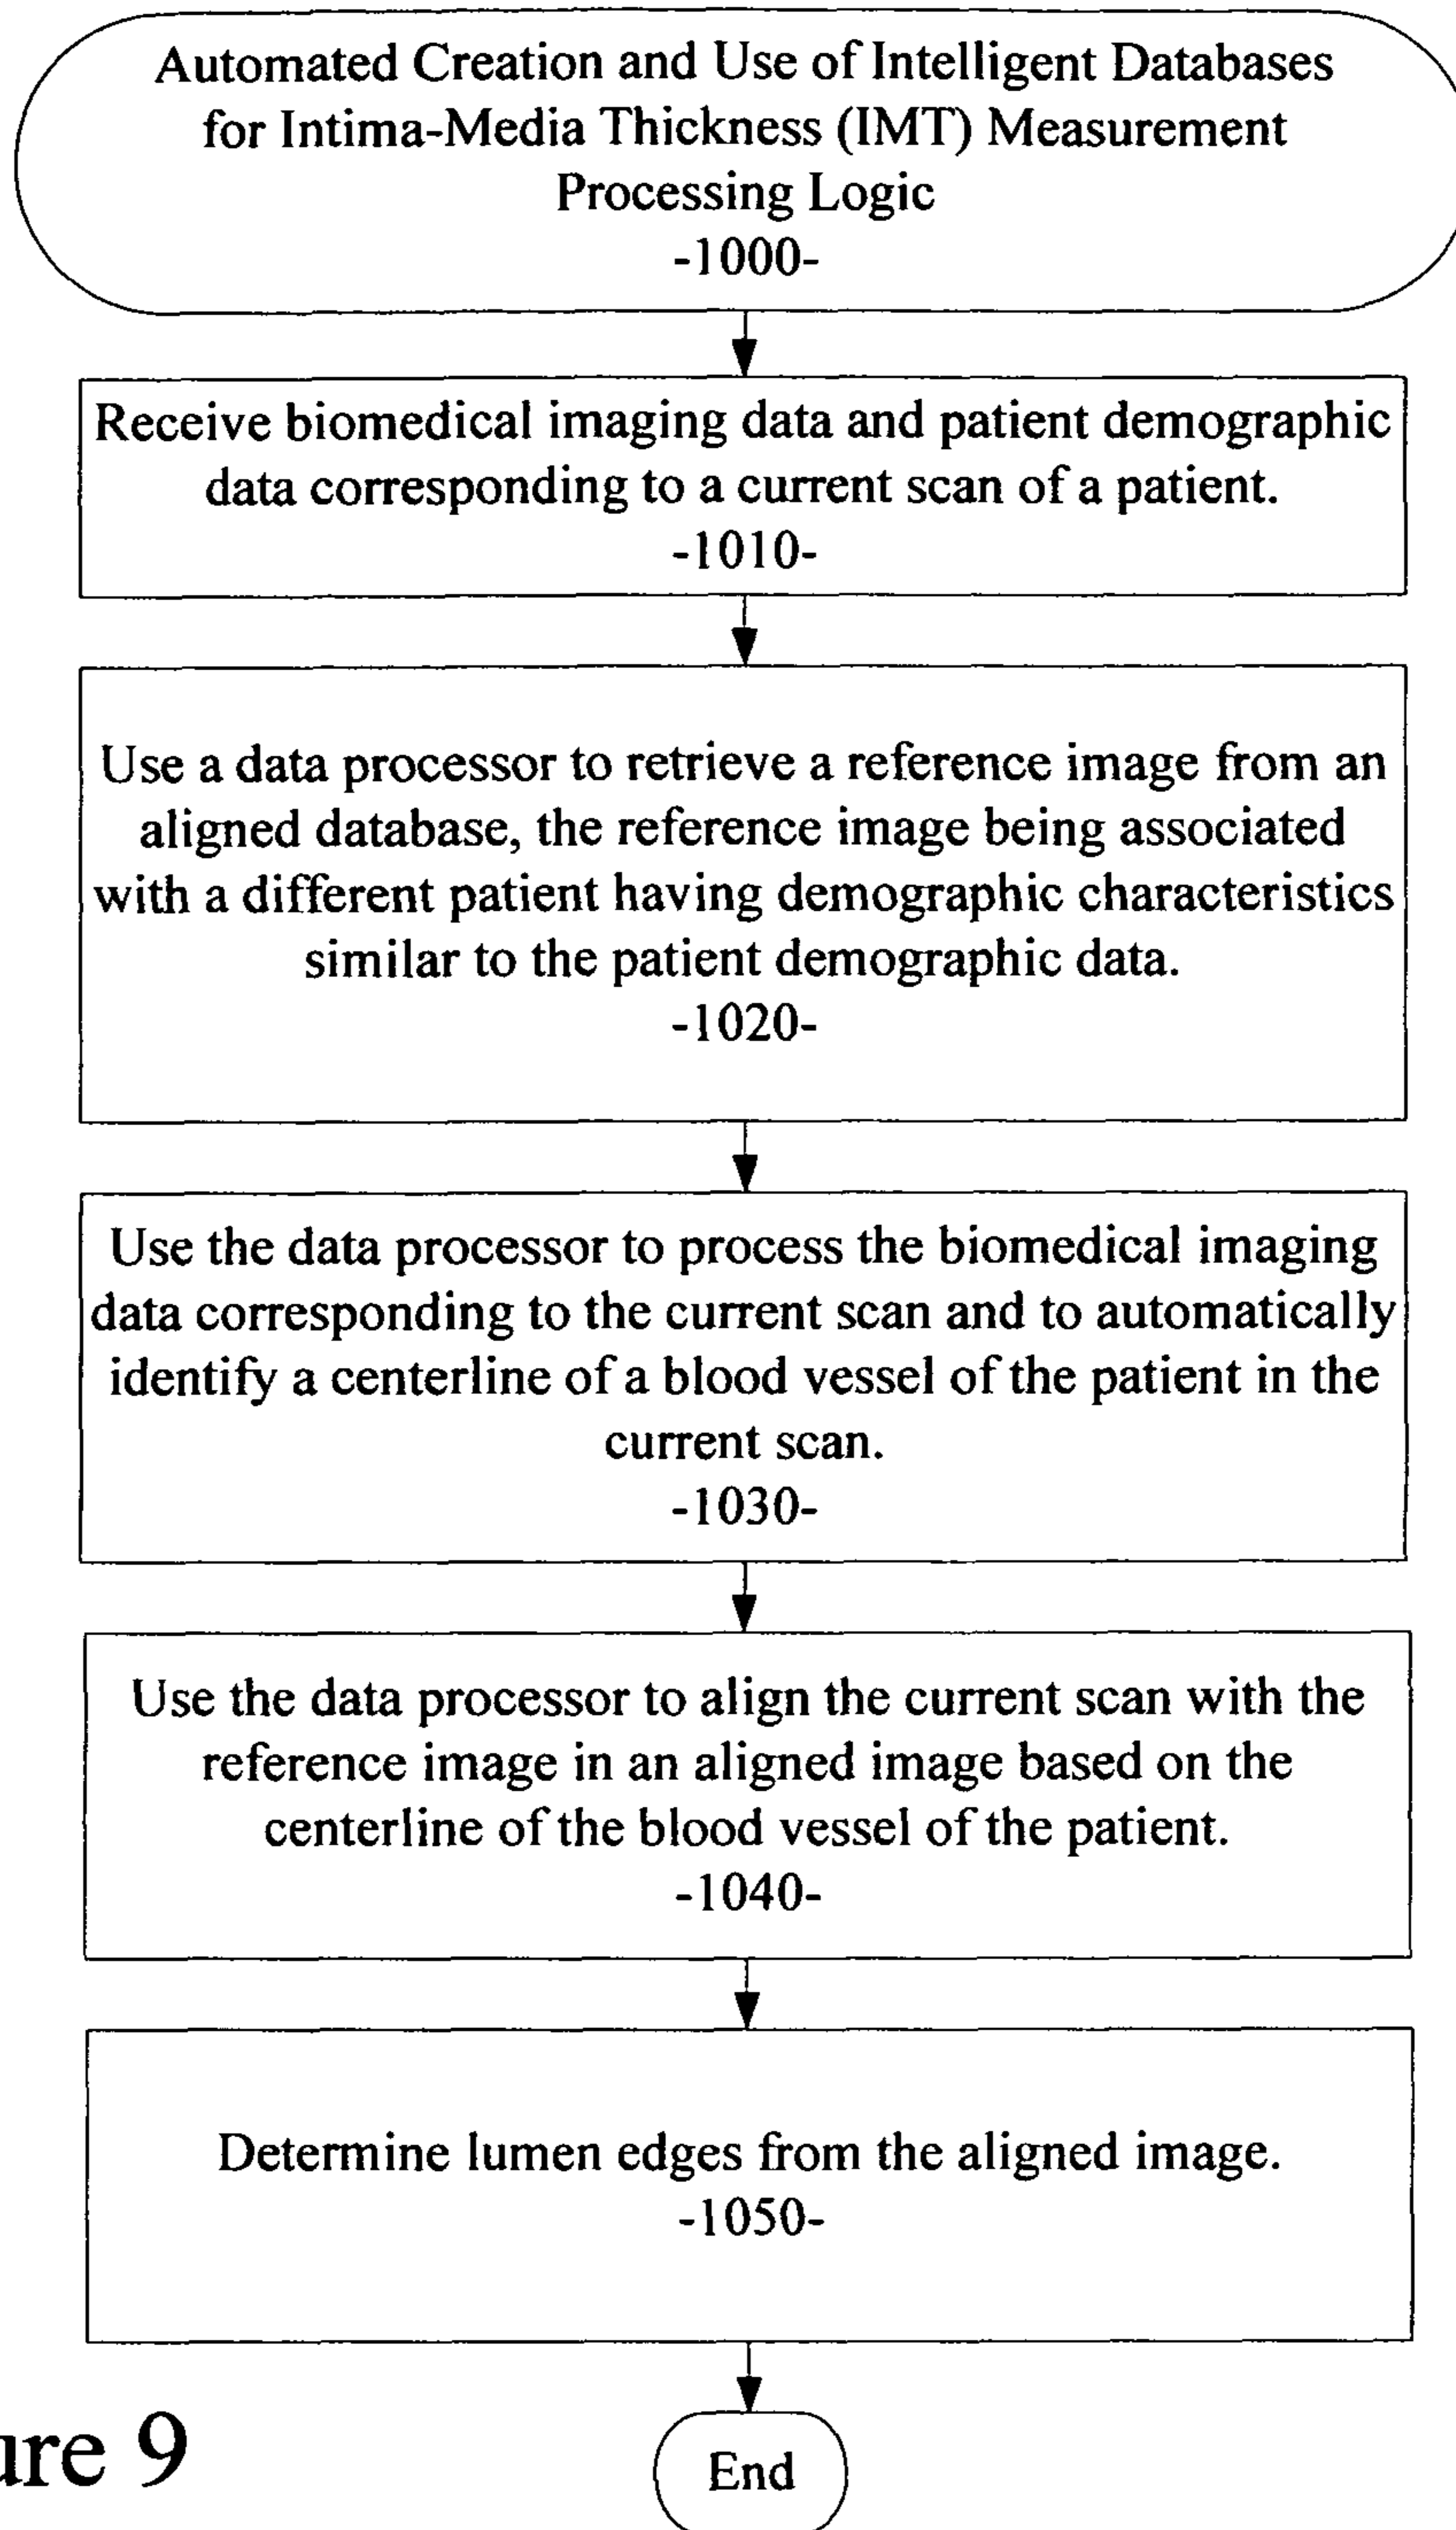 Automated Creation and Use of Intelligent Databases
for Intima-Media Thickness (IMT) Measurement
Processing Logic
-1000-
Receive biomedical imaging data and patient demographic
data corresponding to a current scan of a patient.
-1010-
Use a data processor to retrieve a reference image from an
aligned database, the reference image being associated
with a different patient having demographic characteristics
similar to the patient demographic data.
-1020-
Use the data processor to process the biomedical imaging
data corresponding to the current scan and to automatically
identify a centerline of a blood vessel of the patient in the
current scan.
-1030-
Use the data processor to align the current scan with the
reference image in an aligned image based on the
centerline of the blood vessel of the patient.
-1040-
Determine lumen edges from the aligned image.
-1050-
ure 9
End